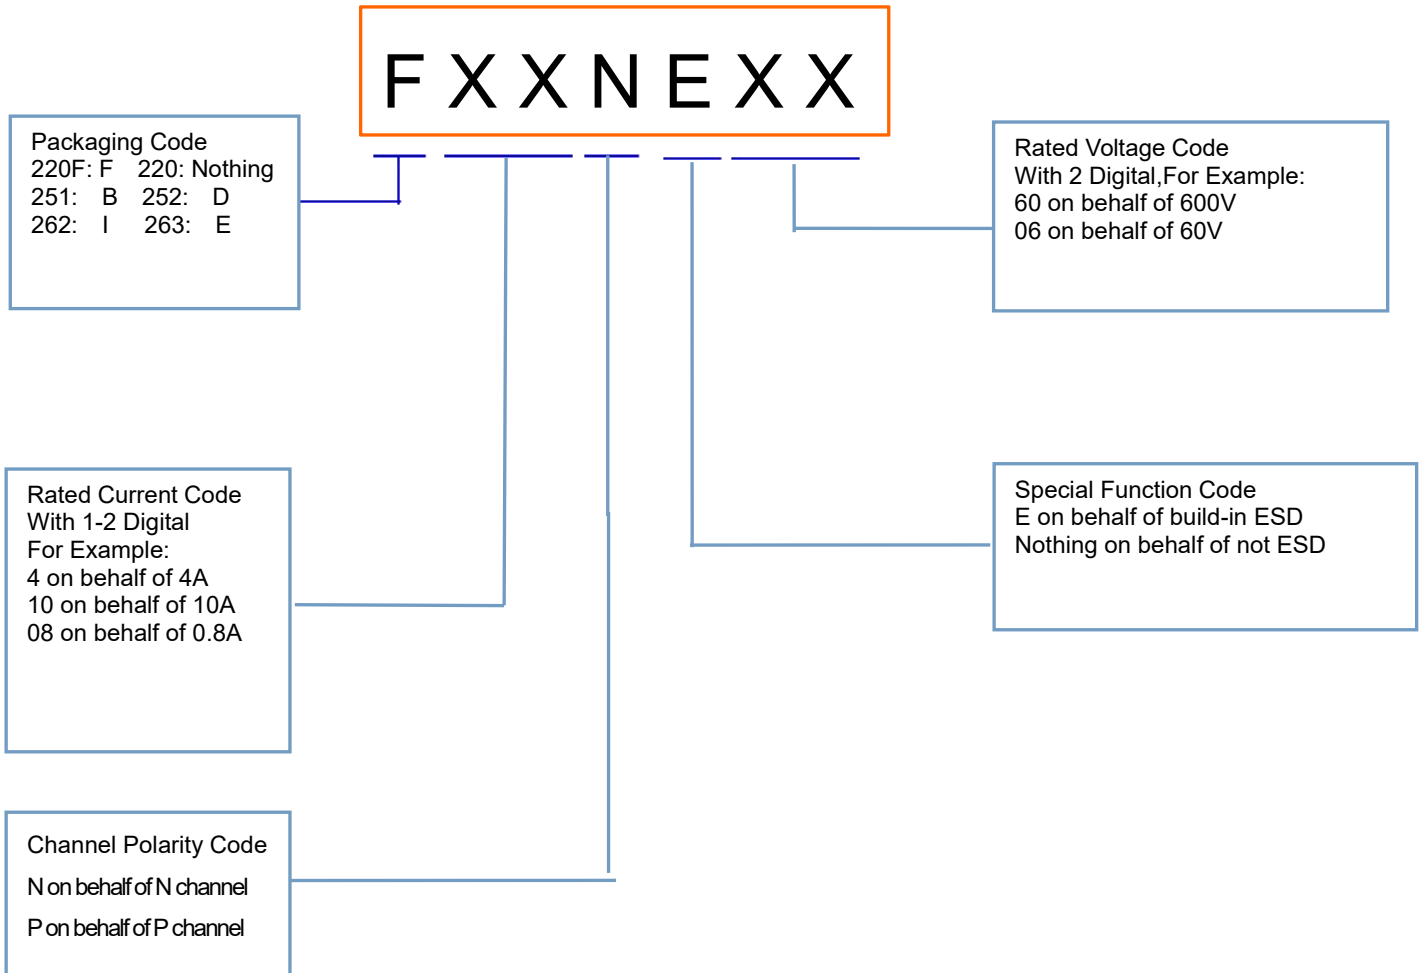 F X X N E X X
Packaging Code
220F: F 220: Nothing
251: B 252: D
262: I 263: E
Rated Voltage Code
With 2 Digital,For Example:
60 on behalf of 600V
06 on behalf of 60V
Rated Current Code
With 1-2 Digital
For Example:
4 on behalf of 4A
10 on behalf of 10A
08 on behalf of 0.8A
Special Function Code
E on behalf of build-in ESD
Nothing on behalf of not ESD
Channel Polarity Code
N on behalf of N channel
P on behalf of P channel